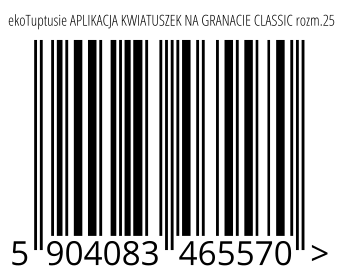 ekoTuptusie APLIKACJA KWIATUSZEK NA GRANACIE CLASSIC rozm.25
5 904083 465570 >